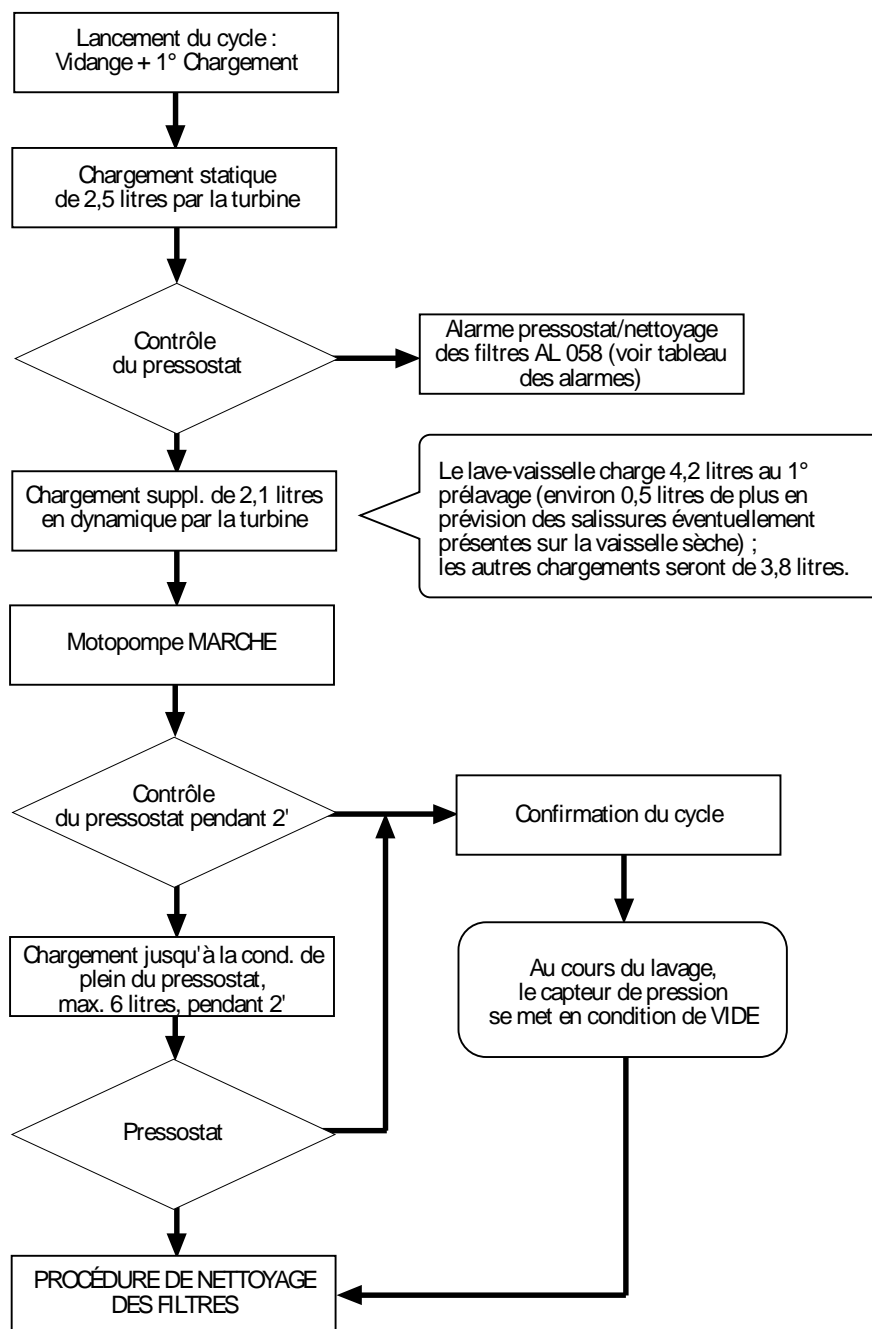 Lancement du cycle :
Vidange + 1° Chargement
Chargement statique
de 2,5 litres par la turbine
Contrôle
du pressostat
Alarme pressostat/nettoyage
des filtres AL 058 (voir tableau
des alarmes)
Chargement suppl. de 2,1 litres
en dynamique par la turbine
Le lave-vaisselle charge 4,2 litres au 1°
prélavage (environ 0,5 litres de plus en
prévision des salissures éventuellement
présentes sur la vaisselle sèche) ;
les autres chargements seront de 3,8 litres.
Motopompe MARCHE
Contrôle
du pressostat pendant 2'
Confirmation du cycle
Chargement jusqu'à la cond. de
plein du pressostat,
max. 6 litres, pendant 2'
Au cours du lavage,
le capteur de pression
se met en condition de VIDE
Pressostat
PROCÉDURE DE NETTOYAGE
DES FILTRES